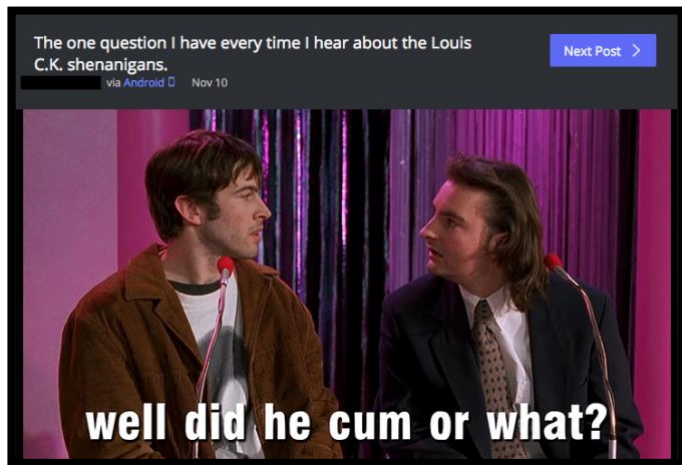 The one question I have every time I hear about the Louis
C.K. shenanigans.
Next Post >
via Android Nov 10
well did he cum or what?